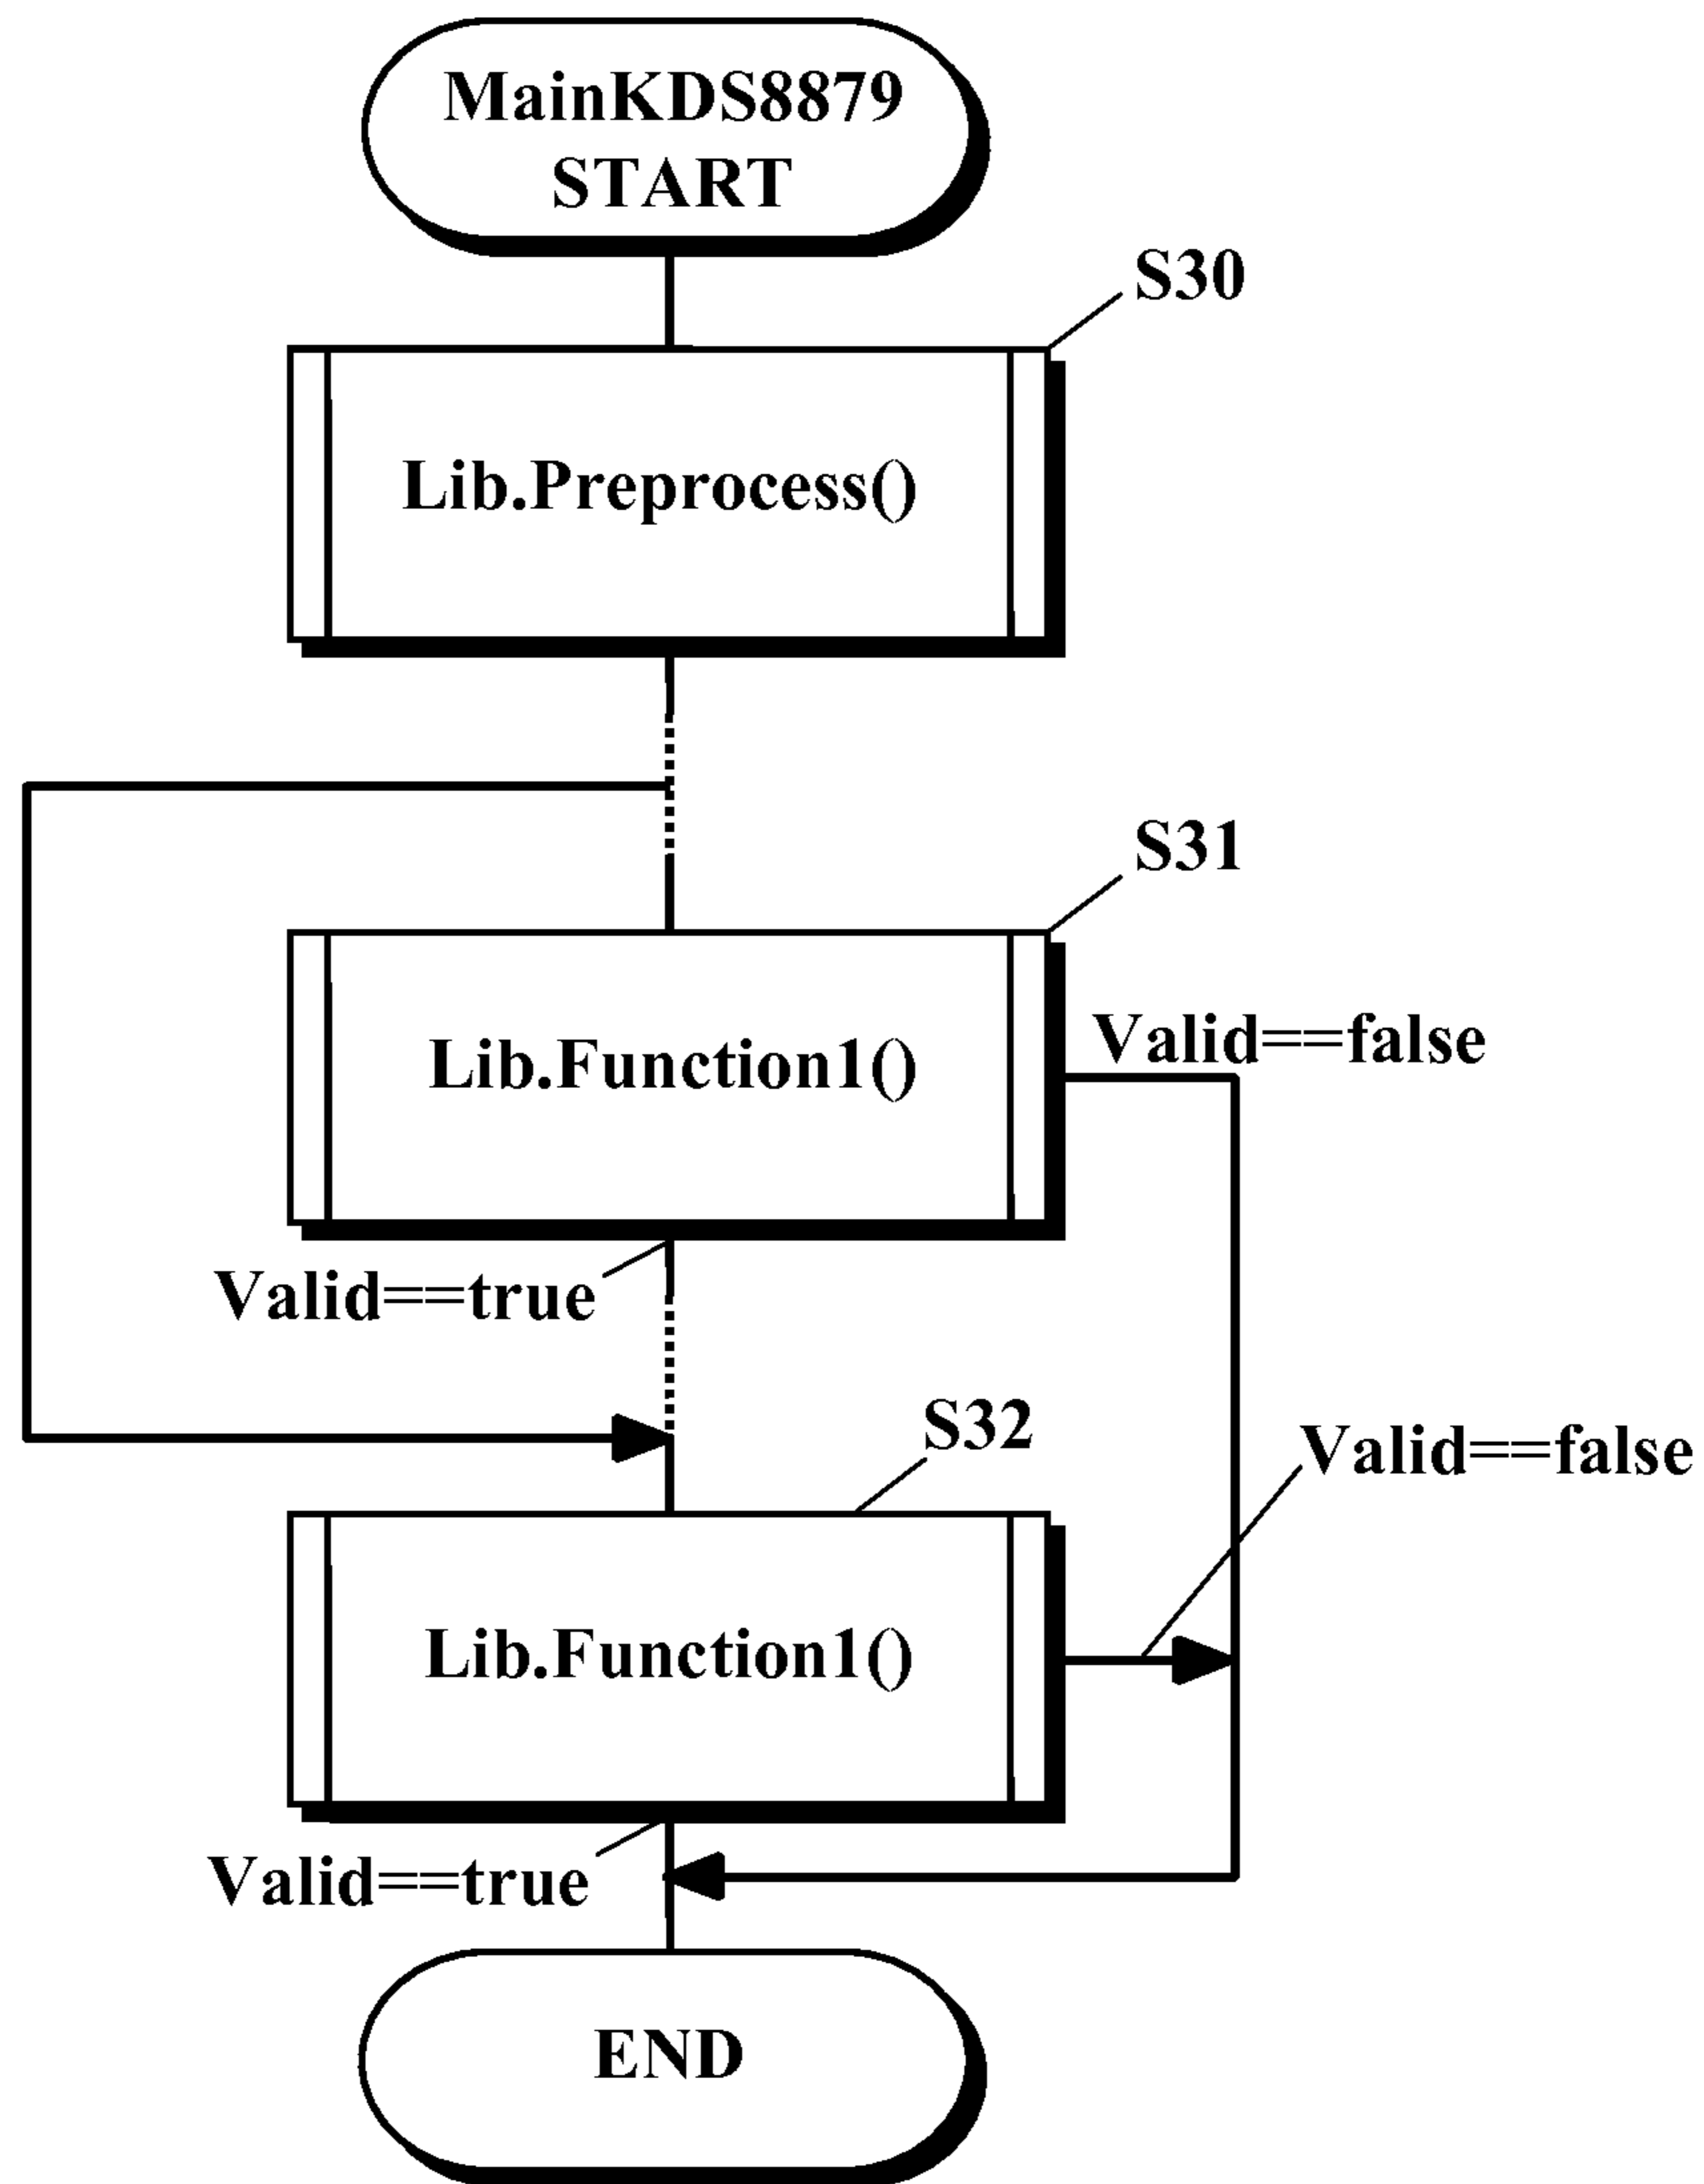 MainKDS8879
START
S30
Lib.Preprocess()
S31
Valid==false
Lib.Function1()
Valid==true
S32
Valid==false
Lib.Function1()
Valid==true
END